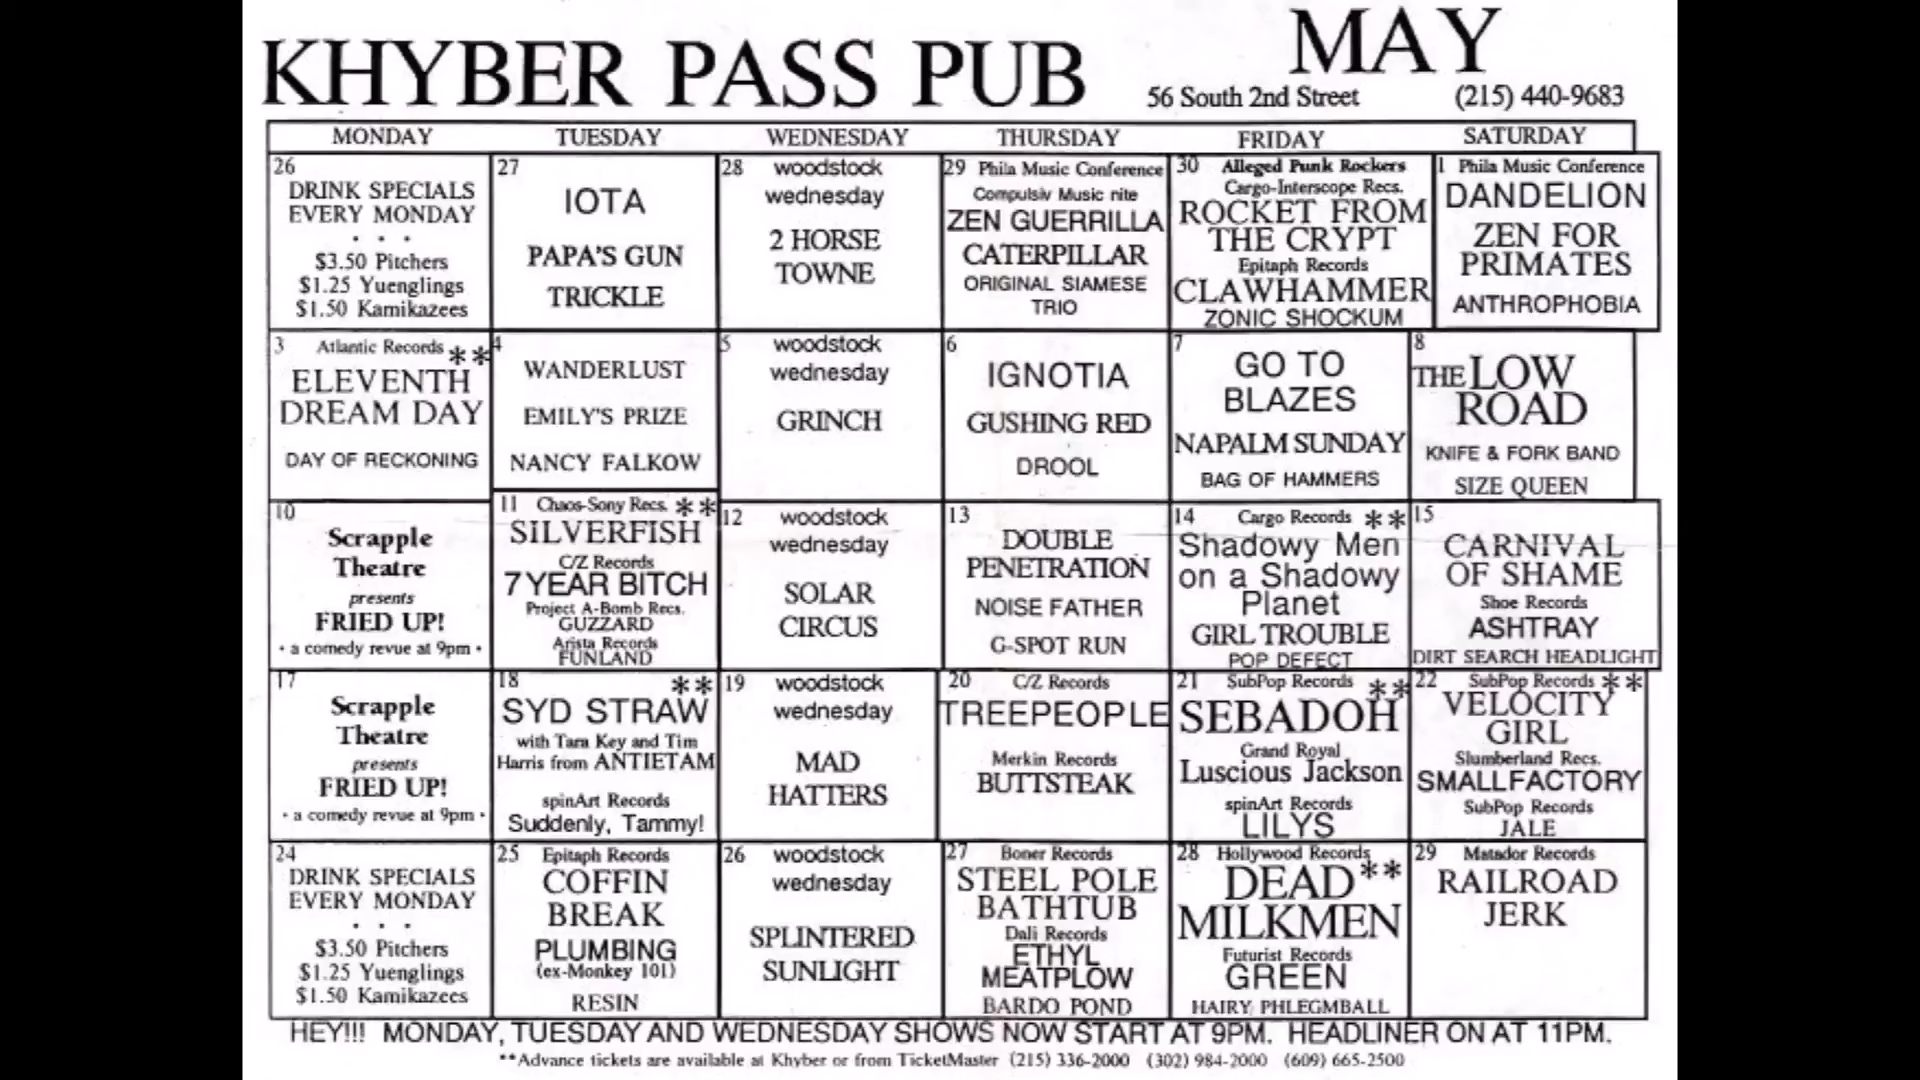 KHYBER PASS PUB
MAY
56 South 2nd Street (215) 440-9683
MONDAY TUESDAY WEDNESDAY THURSDAY FRIDAY SATURDAY
26
DRINK SPECIALS
EVERY MONDAY
. . .
$3.50 Pitchers
$1.25 Yuenglings
$1.50 Kamikazees
27
IOTA
PAPA'S GUN
TRICKLE
28 woodstock
wednesday
2 HORSE
TOWNE
29 Phila Music Conference
Compulsiv Music nite
ZEN GUERRILLA
CATERPILLAR
ORIGINAL SIAMESE
TRIO
30 Alleged Punk Rockers
Cargo-Interscope Recs.
ROCKET FROM
THE CRYPT
Epitaph Records
CLAWHAMMER
ZONIC SHOCKUM
1 Phila Music Conference
DANDELION
ZEN FOR
PRIMATES
ANTHROPHOBIA
3 Atlantic Records **
ELEVENTH
DREAM DAY
DAY OF RECKONING
4
WANDERLUST
EMILY'S PRIZE
NANCY FALKOW
5 woodstock
wednesday
GRINCH
6
IGNOTIA
GUSHING RED
DROOL
7
GO TO
BLAZES
NAPALM SUNDAY
BAG OF HAMMERS
8
THE LOW
ROAD
KNIFE & FORK BAND
SIZE QUEEN
10
Scrapple
Theatre
presents
FRIED UP!
• a comedy revue at 9pm •
11 Chaos-Sony Recs. **
SILVERFISH
C/Z Records
7 YEAR BITCH
Project A-Bomb Recs.
GUZZARD
Arista Records
FUNLAND
12 woodstock
wednesday
SOLAR
CIRCUS
13
DOUBLE
PENETRATION
NOISE FATHER
G-SPOT RUN
14 Cargo Records **
Shadowy Men
on a Shadowy
Planet
GIRL TROUBLE
POP DEFECT
15
CARNIVAL
OF SHAME
Shoe Records
ASHTRAY
DIRT SEARCH HEADLIGHT
17
Scrapple
Theatre
presents
FRIED UP!
• a comedy revue at 9pm •
18 **
SYD STRAW
with Tara Key and Tim
Harris from ANTIETAM
spinArt Records
Suddenly, Tammy!
19 woodstock
wednesday
MAD
HATTERS
20 C/Z Records
TREEPEOPLE
Merkin Records
BUTTSTEAK
21 SubPop Records **
SEBADOH
Grand Royal
Luscious Jackson
spinArt Records
LILYS
22 SubPop Records **
VELOCITY
GIRL
Slumberland Recs.
SMALLFACTORY
SubPop Records
JALE
24
DRINK SPECIALS
EVERY MONDAY
. . .
$3.50 Pitchers
$1.25 Yuenglings
$1.50 Kamikazees
25 Epitaph Records
COFFIN
BREAK
PLUMBING
(ex-Monkey 101)
RESIN
26 woodstock
wednesday
SPLINTERED
SUNLIGHT
27 Boner Records
STEEL POLE
BATHTUB
Dali Records
ETHYL
MEATPLOW
BARDO POND
28 Hollywood Records
DEAD **
MILKMEN
Futurist Records
GREEN
HAIRY PHLEGMBALL
29 Matador Records
RAILROAD
JERK
HEY!!! MONDAY, TUESDAY AND WEDNESDAY SHOWS NOW START AT 9PM. HEADLINER ON AT 11PM.
**Advance tickets are available at Khyber or from TicketMaster (215) 336-2000 (302) 984-2000 (609) 665-2500